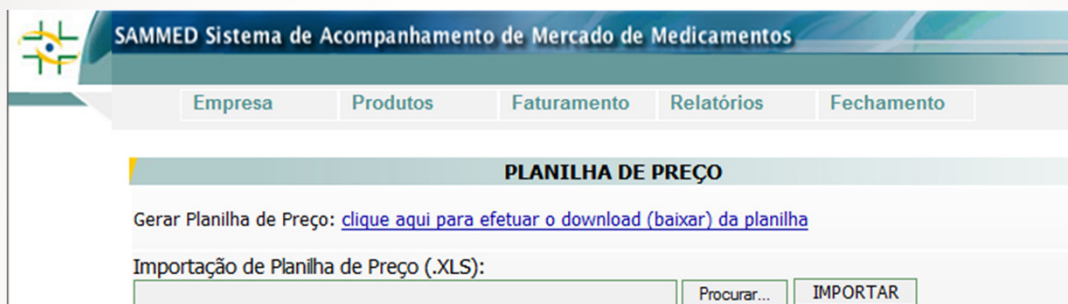 SAMMED Sistema de Acompanhamento de Mercado de Medicamentos
Empresa Produtos Faturamento Relatórios Fechamento
PLANILHA DE PREÇO
Gerar Planilha de Preço: clique aqui para efetuar o download (baixar) da planilha
Importação de Planilha de Preço (.XLS):
Procurar... IMPORTAR